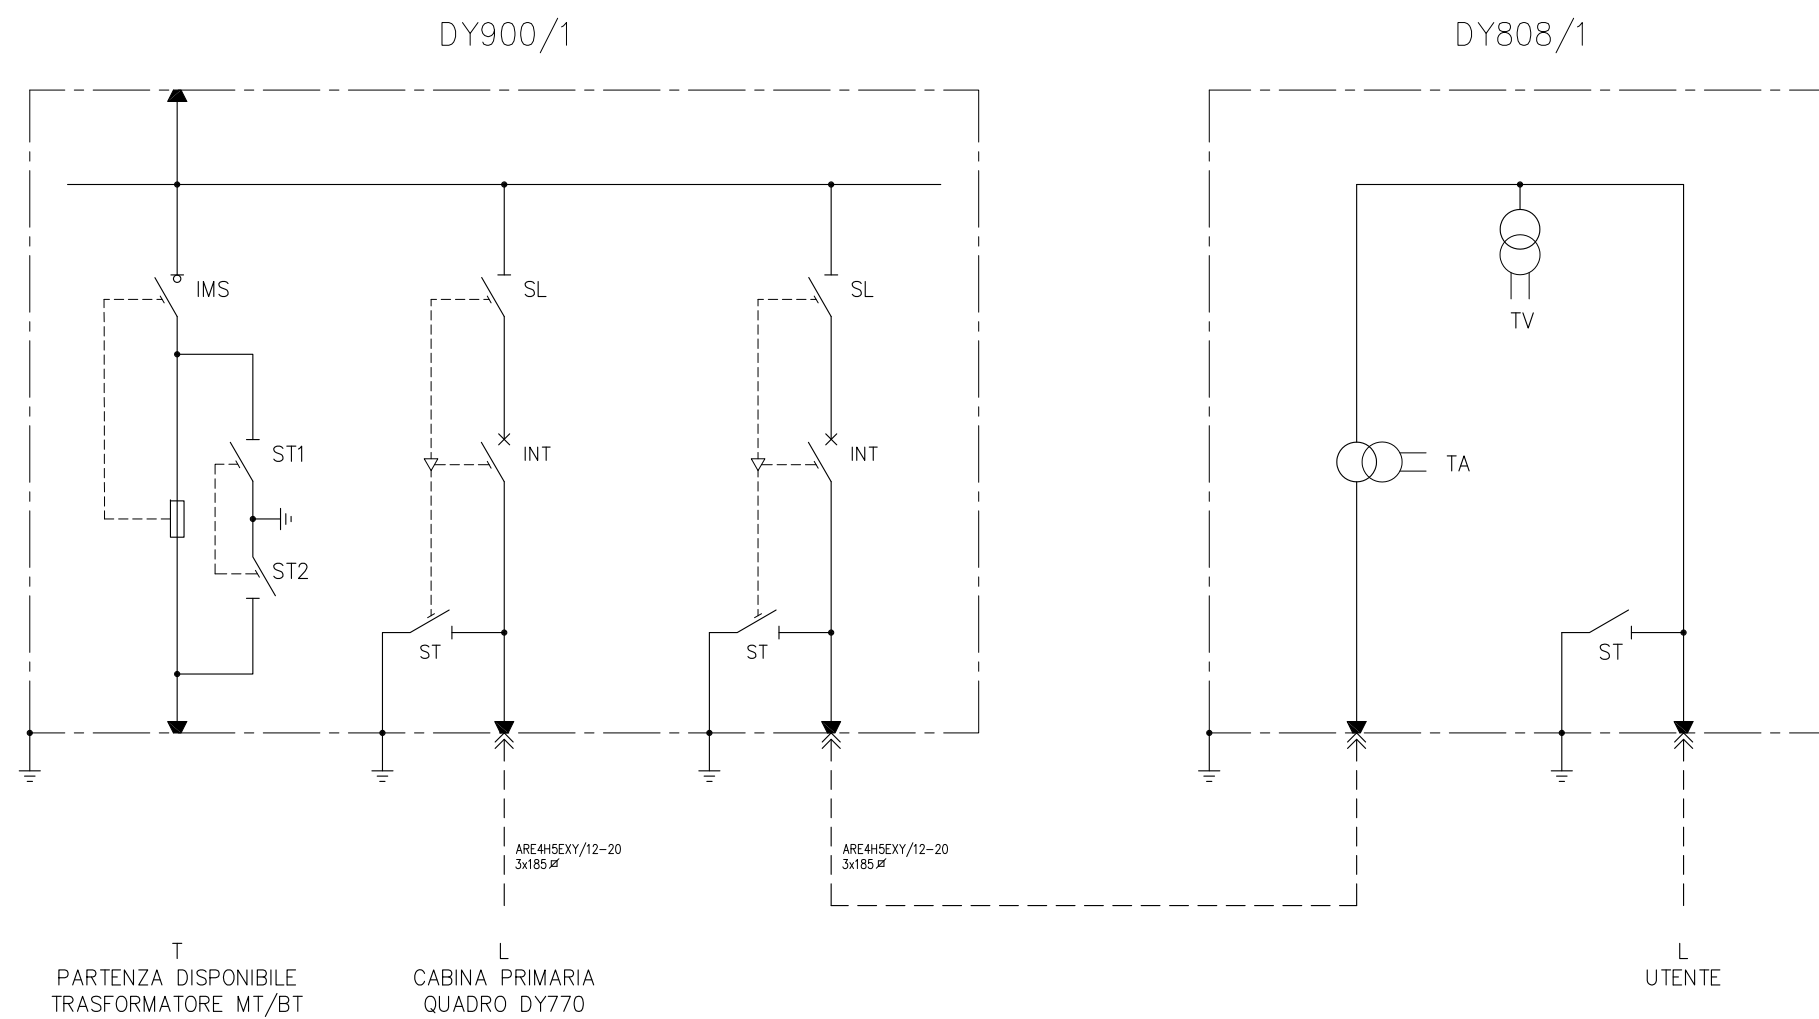 DY900/1
DY808/1
IMS
SL
SL
TV
ST1
INT
INT
TA
ST2
ST
ST
ST
ARE4H5EXY/12-20
3x185
ARE4H5EXY/12-20
3x185
T
PARTENZA DISPONIBILE
TRASFORMATORE MT/BT
L
CABINA PRIMARIA
QUADRO DY770
L
UTENTE